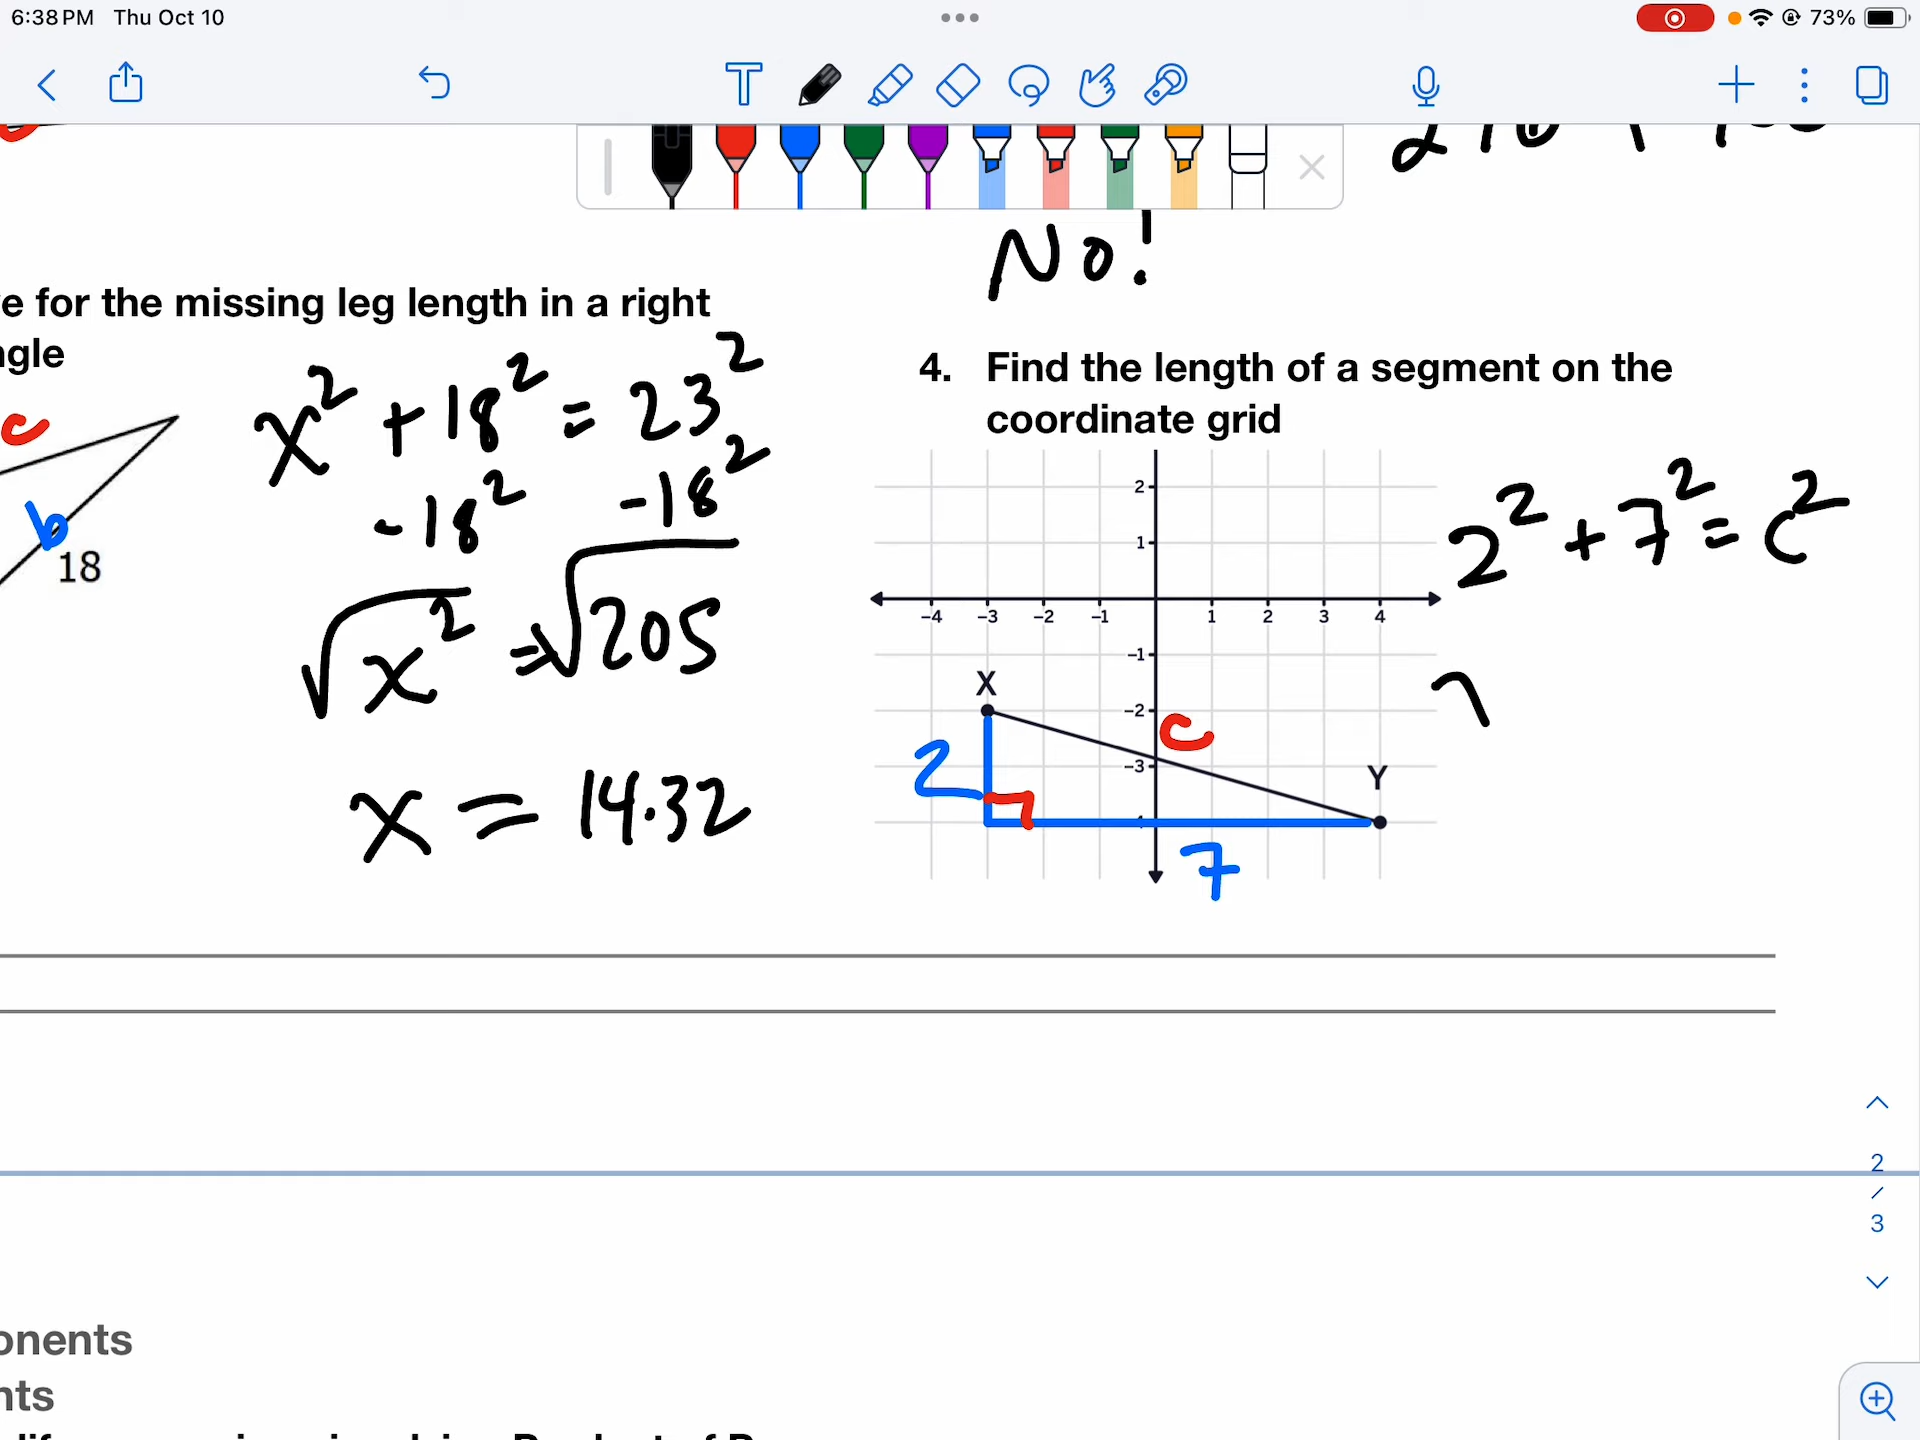 6:38 PM Thu Oct 10
73%
T
No!
e for the missing leg length in a right
ngle
c
b
18
x² + 18² = 23²
-18² -18²
√x² = √205
x = 14.32
4. Find the length of a segment on the
coordinate grid
2² + 7² = c²
2
1
-4 -3 -2 -1 1 2 3 4
-1
X
-2
c
2
-3
Y
7
2
/
3
onents
nts